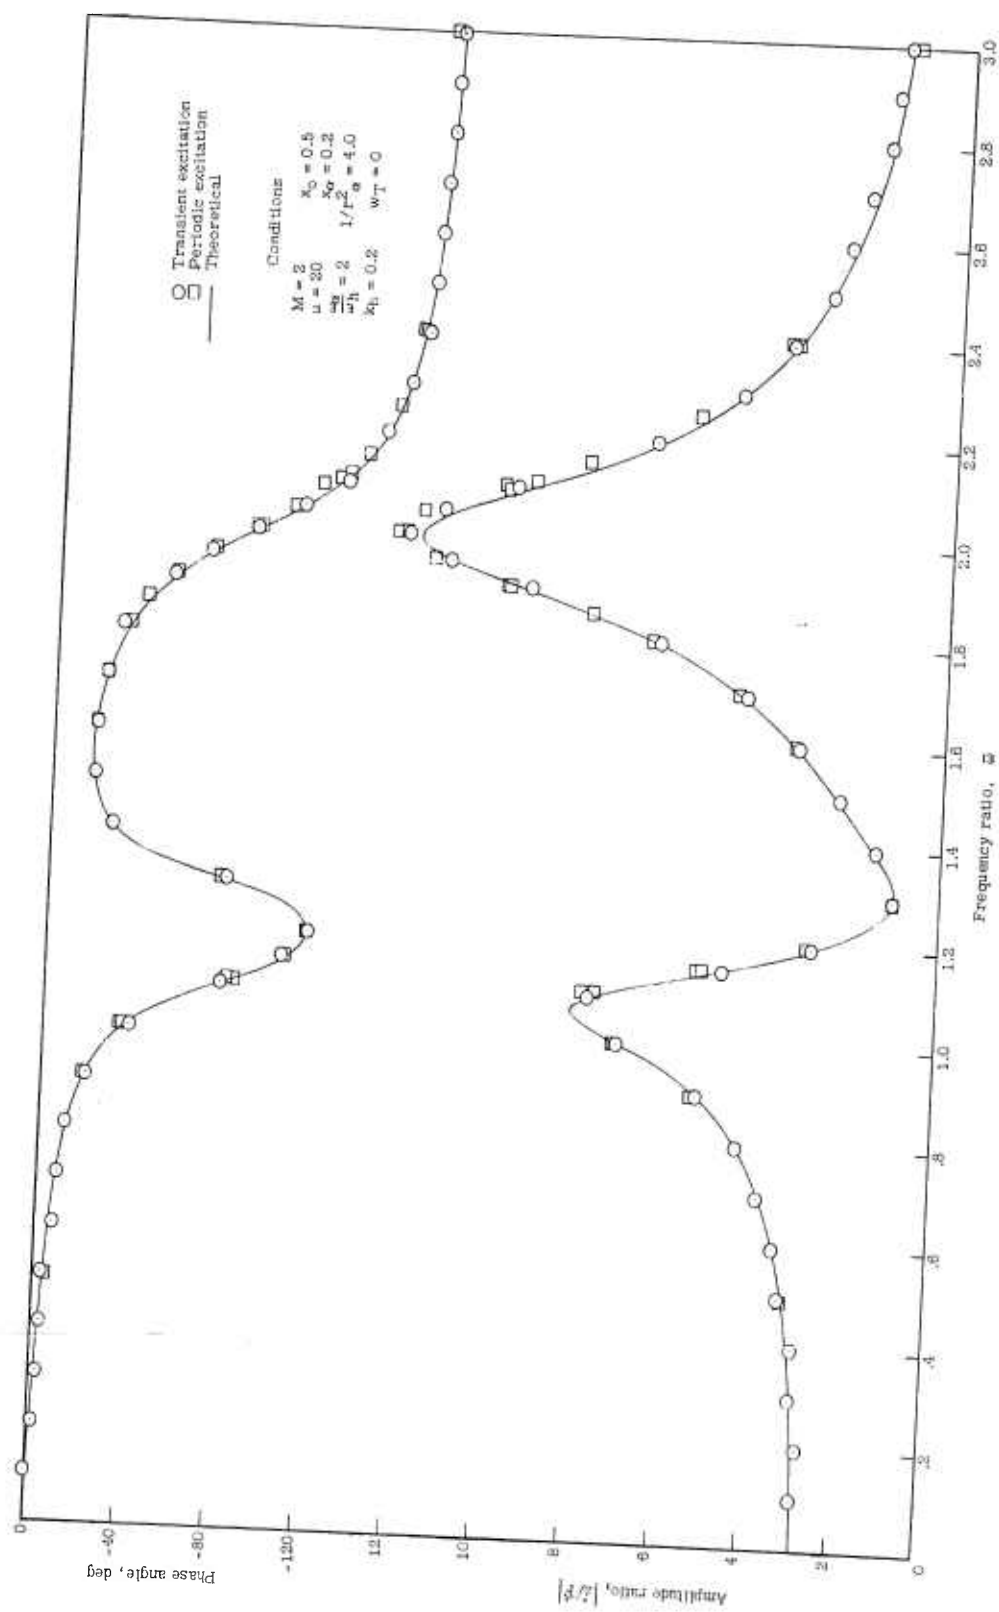 ○ Transient excitation
□ Periodic excitation
—— Theoretical
Conditions
M = 2 x₀ = 0.5
μ = 20 xα = 0.2
ωα/ωh = 2 1/r²α = 4.0
kh = 0.2 wT = 0
Phase angle, deg
0
-40
-80
-120
Amplitude ratio,
12
10
8
6
4
2
0
.2
.4
.6
.8
1.0
1.2
1.4
1.6
1.8
2.0
2.2
2.4
2.6
2.8
3.0
Frequency ratio, ω̅